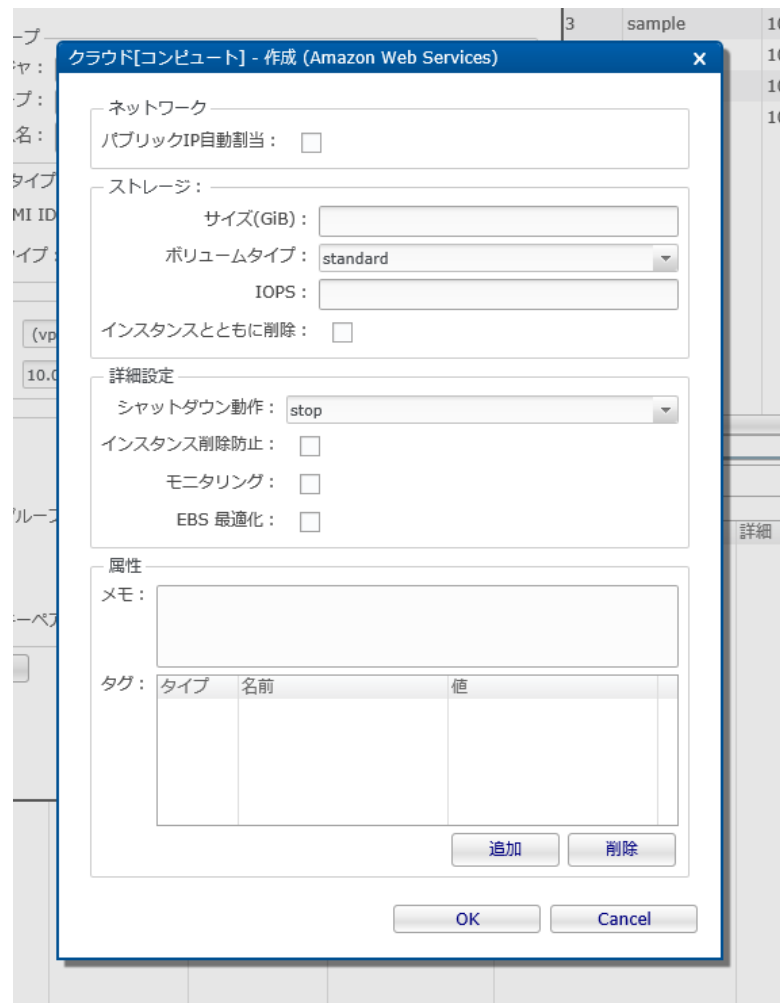 3 sample
クラウド[コンピュート] - 作成 (Amazon Web Services) X
ネットワーク
パブリックIP自動割当：
ストレージ：
サイズ(GiB)：
ボリュームタイプ： standard
IOPS：
インスタンスとともに削除：
詳細設定
シャットダウン動作： stop
インスタンス削除防止：
モニタリング：
EBS 最適化：
属性
メモ：
タグ： タイプ 名前 値
追加 削除
OK Cancel
詳細